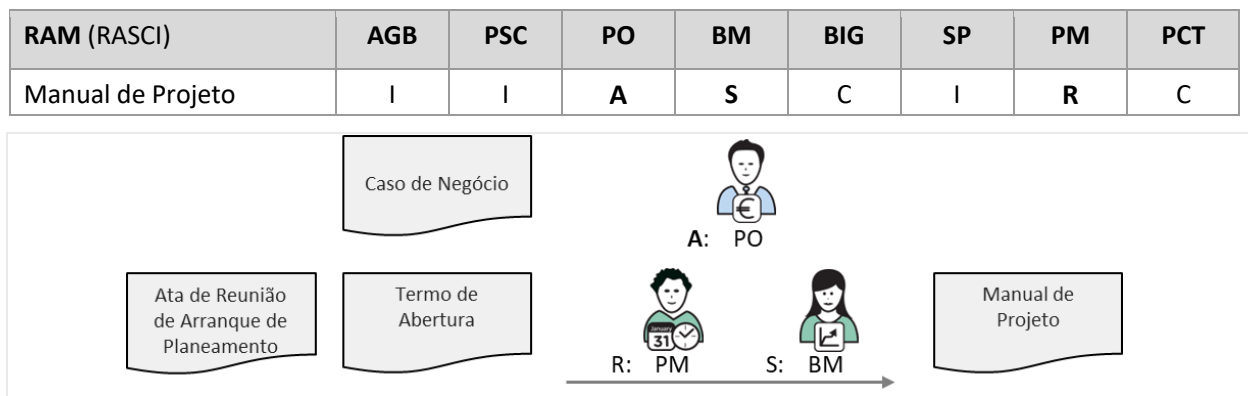 RAM (RASCI) AGB PSC PO BM BIG SP PM PCT
Manual de Projeto I I A S C I R C
Caso de Negócio
€
A: PO
Ata de Reunião
de Arranque de
Planeamento
Termo de
Abertura
January
31
R: PM
S: BM
Manual de
Projeto